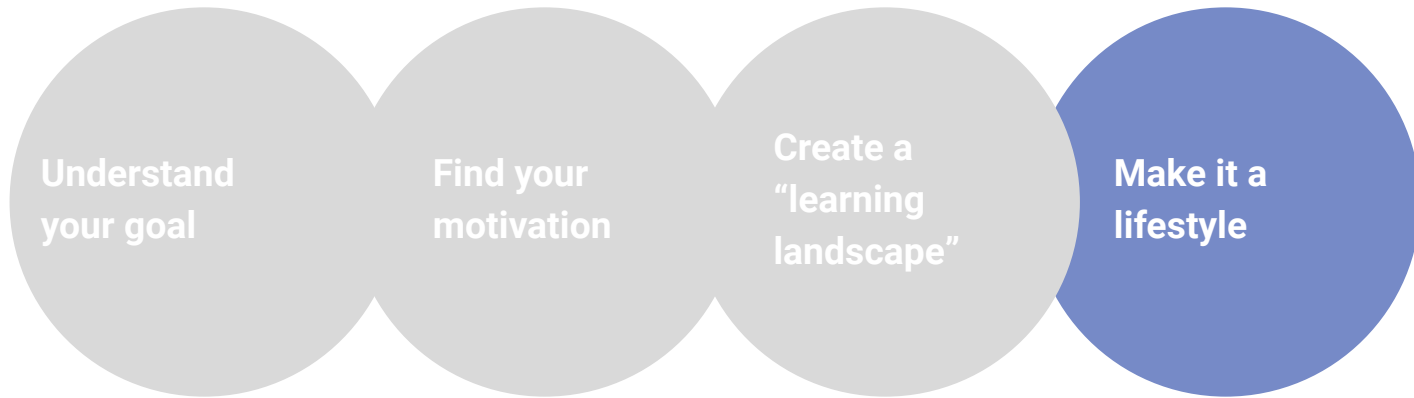 Understand
your goal
Find your
motivation
Create a
“learning
landscape”
Make it a
lifestyle